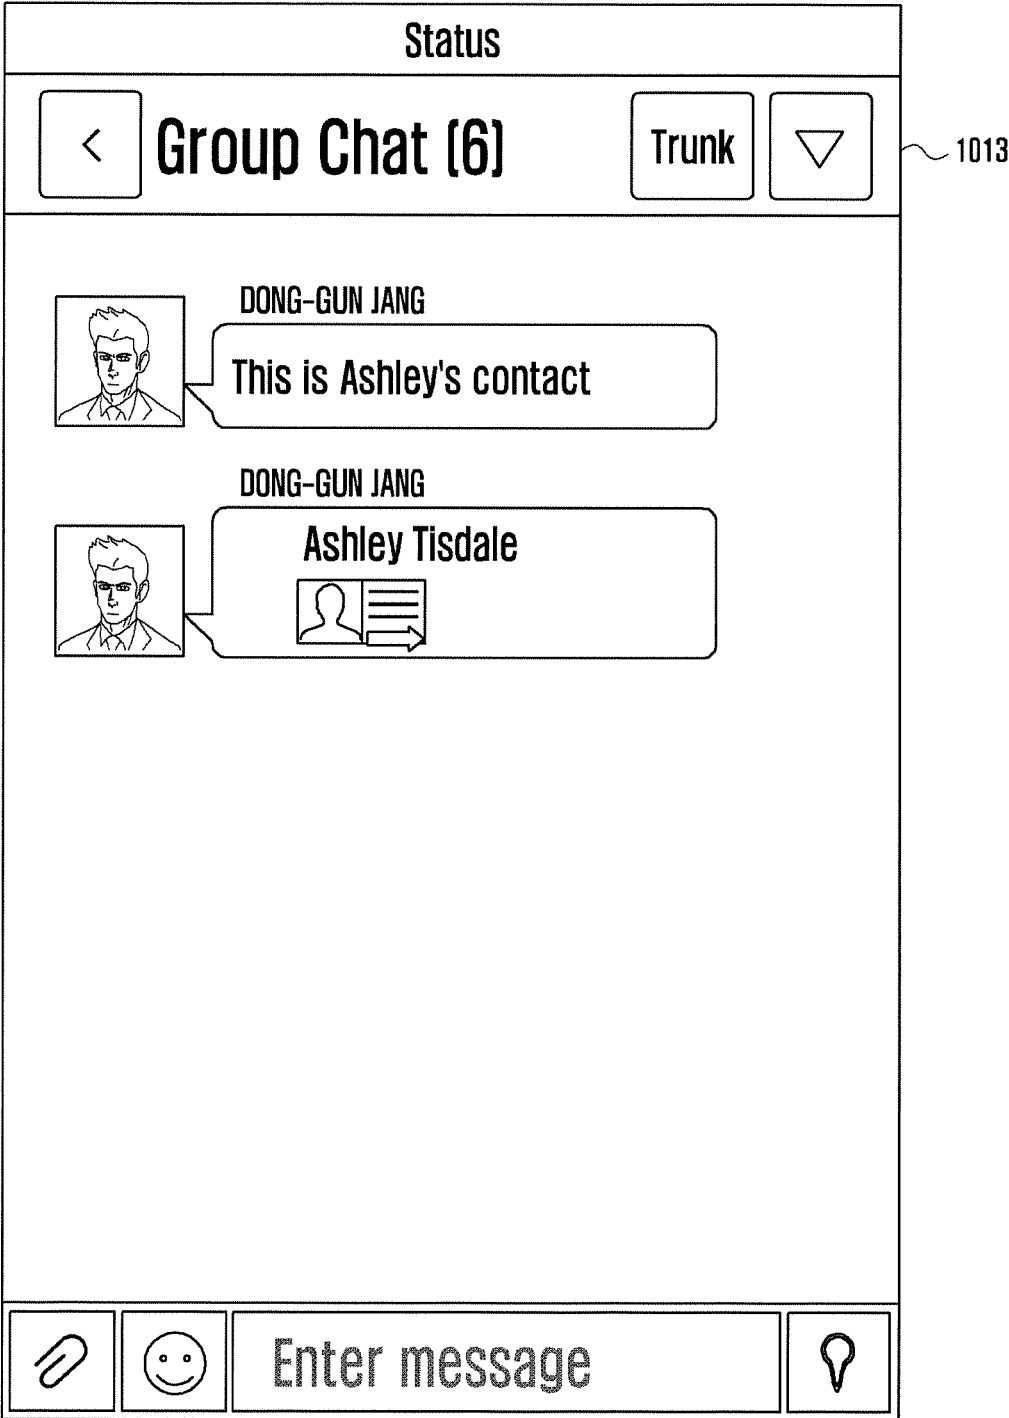 Status
Group Chat (6)
Trunk
1013
DONG-GUN JANG
This is Ashley's contact
DONG-GUN JANG
Ashley Tisdale
Enter message